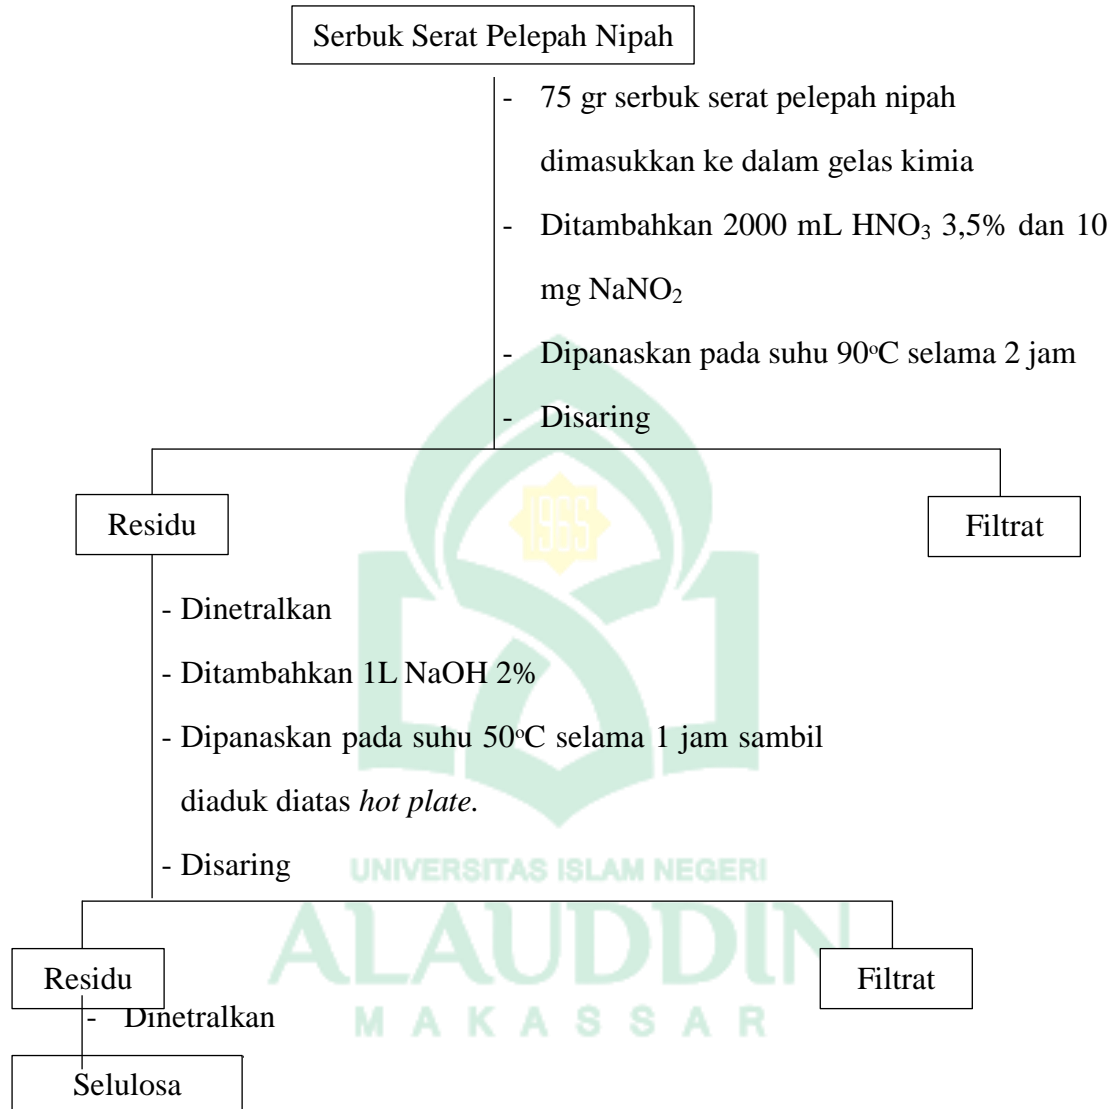 Serbuk Serat Pelepah Nipah
- 75 gr serbuk serat pelepah nipah
dimasukkan ke dalam gelas kimia
- Ditambahkan 2000 mL HNO₃ 3,5% dan 10
mg NaNO₂
- Dipanaskan pada suhu 90ᵒC selama 2 jam
- Disaring
Residu
Filtrat
1965
- Dinetralkan
- Ditambahkan 1L NaOH 2%
- Dipanaskan pada suhu 50ᵒC selama 1 jam sambil
diaduk diatas hot plate.
- Disaring
UNIVERSITAS ISLAM NEGERI
ALAUDDIN
MAKASSAR
Residu
Filtrat
- Dinetralkan
Selulosa